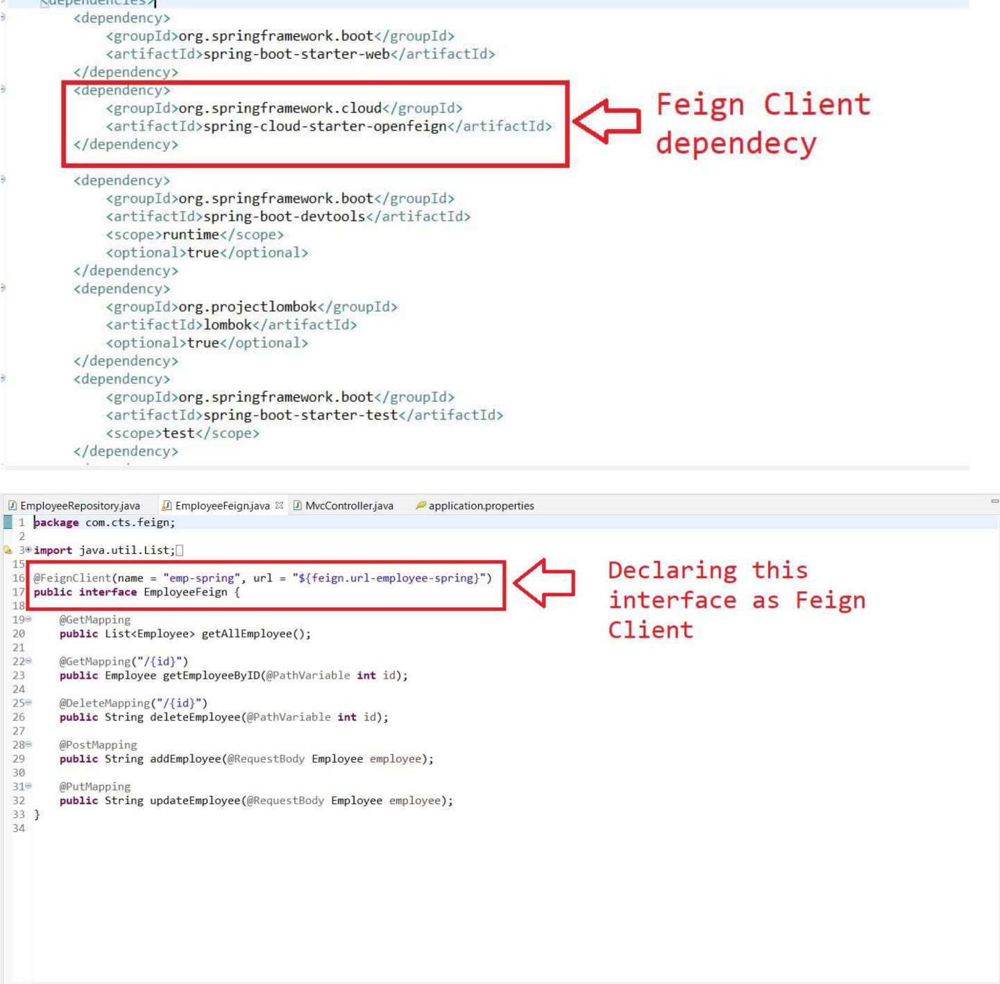 <dependencies>
<dependency>
<groupId>org.springframework.boot</groupId>
<artifactId>spring-boot-starter-web</artifactId>
</dependency>
<dependency>
<groupId>org.springframework.cloud</groupId>
<artifactId>spring-cloud-starter-openfeign</artifactId>
</dependency>
Feign Client
dependecy
<dependency>
<groupId>org.springframework.boot</groupId>
<artifactId>spring-boot-devtools</artifactId>
<scope>runtime</scope>
<optional>true</optional>
</dependency>
<dependency>
<groupId>org.projectlombok</groupId>
<artifactId>lombok</artifactId>
<optional>true</optional>
</dependency>
<dependency>
<groupId>org.springframework.boot</groupId>
<artifactId>spring-boot-starter-test</artifactId>
<scope>test</scope>
</dependency>
EmployeeRepository.java EmployeeFeign.java MvcController.java application.properties
1 package com.cts.feign;
2
3 import java.util.List;
15
16 @FeignClient(name = "emp-spring", url = "${feign.url-employee-spring}")
17 public interface EmployeeFeign {
18
Declaring this
interface as Feign
Client
19 @GetMapping
20 public List<Employee> getAllEmployee();
21
22 @GetMapping("/{id}")
23 public Employee getEmployeeByID(@PathVariable int id);
24
25 @DeleteMapping("/{id}")
26 public String deleteEmployee(@PathVariable int id);
27
28 @PostMapping
29 public String addEmployee(@RequestBody Employee employee);
30
31 @PutMapping
32 public String updateEmployee(@RequestBody Employee employee);
33 }
34